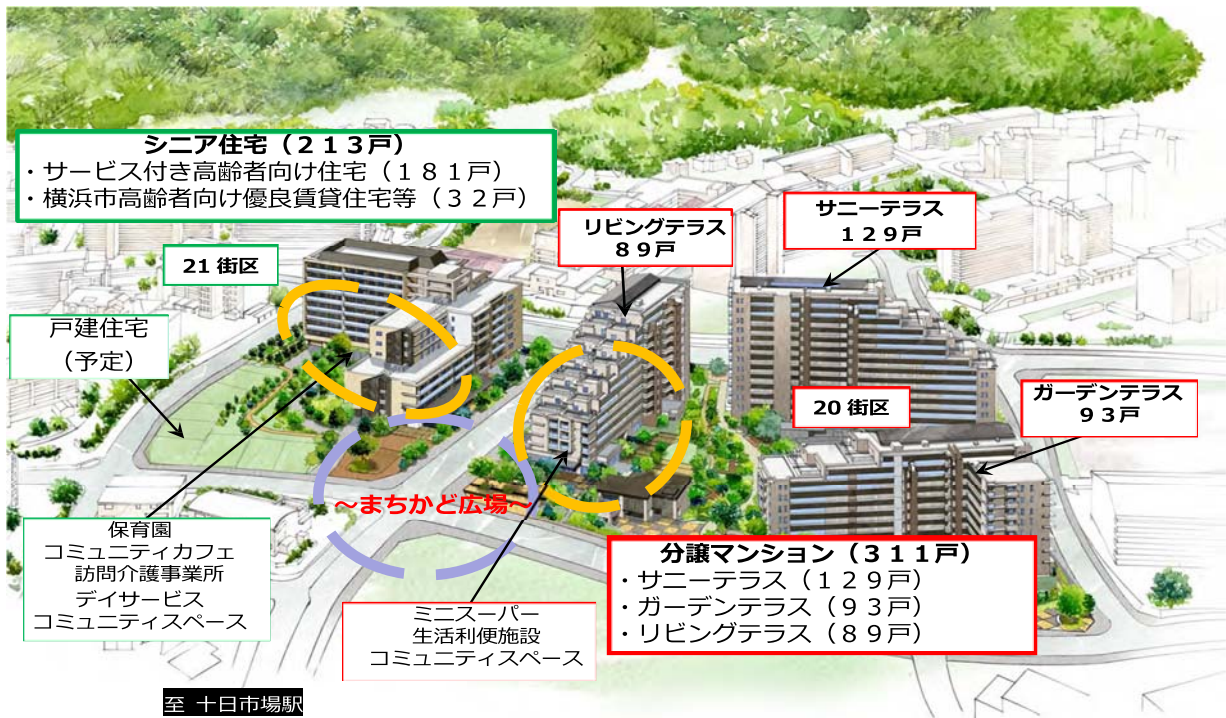 シニア住宅（２１３戸）
・サービス付き高齢者向け住宅（１８１戸）
・横浜市高齢者向け優良賃貸住宅等（３２戸）
リビングテラス
８９戸
サニーテラス
１２９戸
21 街区
戸建住宅
（予定）
20 街区
ガーデンテラス
９３戸
～まちかど広場～
保育園
コミュニティカフェ
訪問介護事業所
デイサービス
コミュニティスペース
ミニスーパー
生活利便施設
コミュニティスペース
分譲マンション（３１１戸）
・サニーテラス（１２９戸）
・ガーデンテラス（９３戸）
・リビングテラス（８９戸）
至 十日市場駅